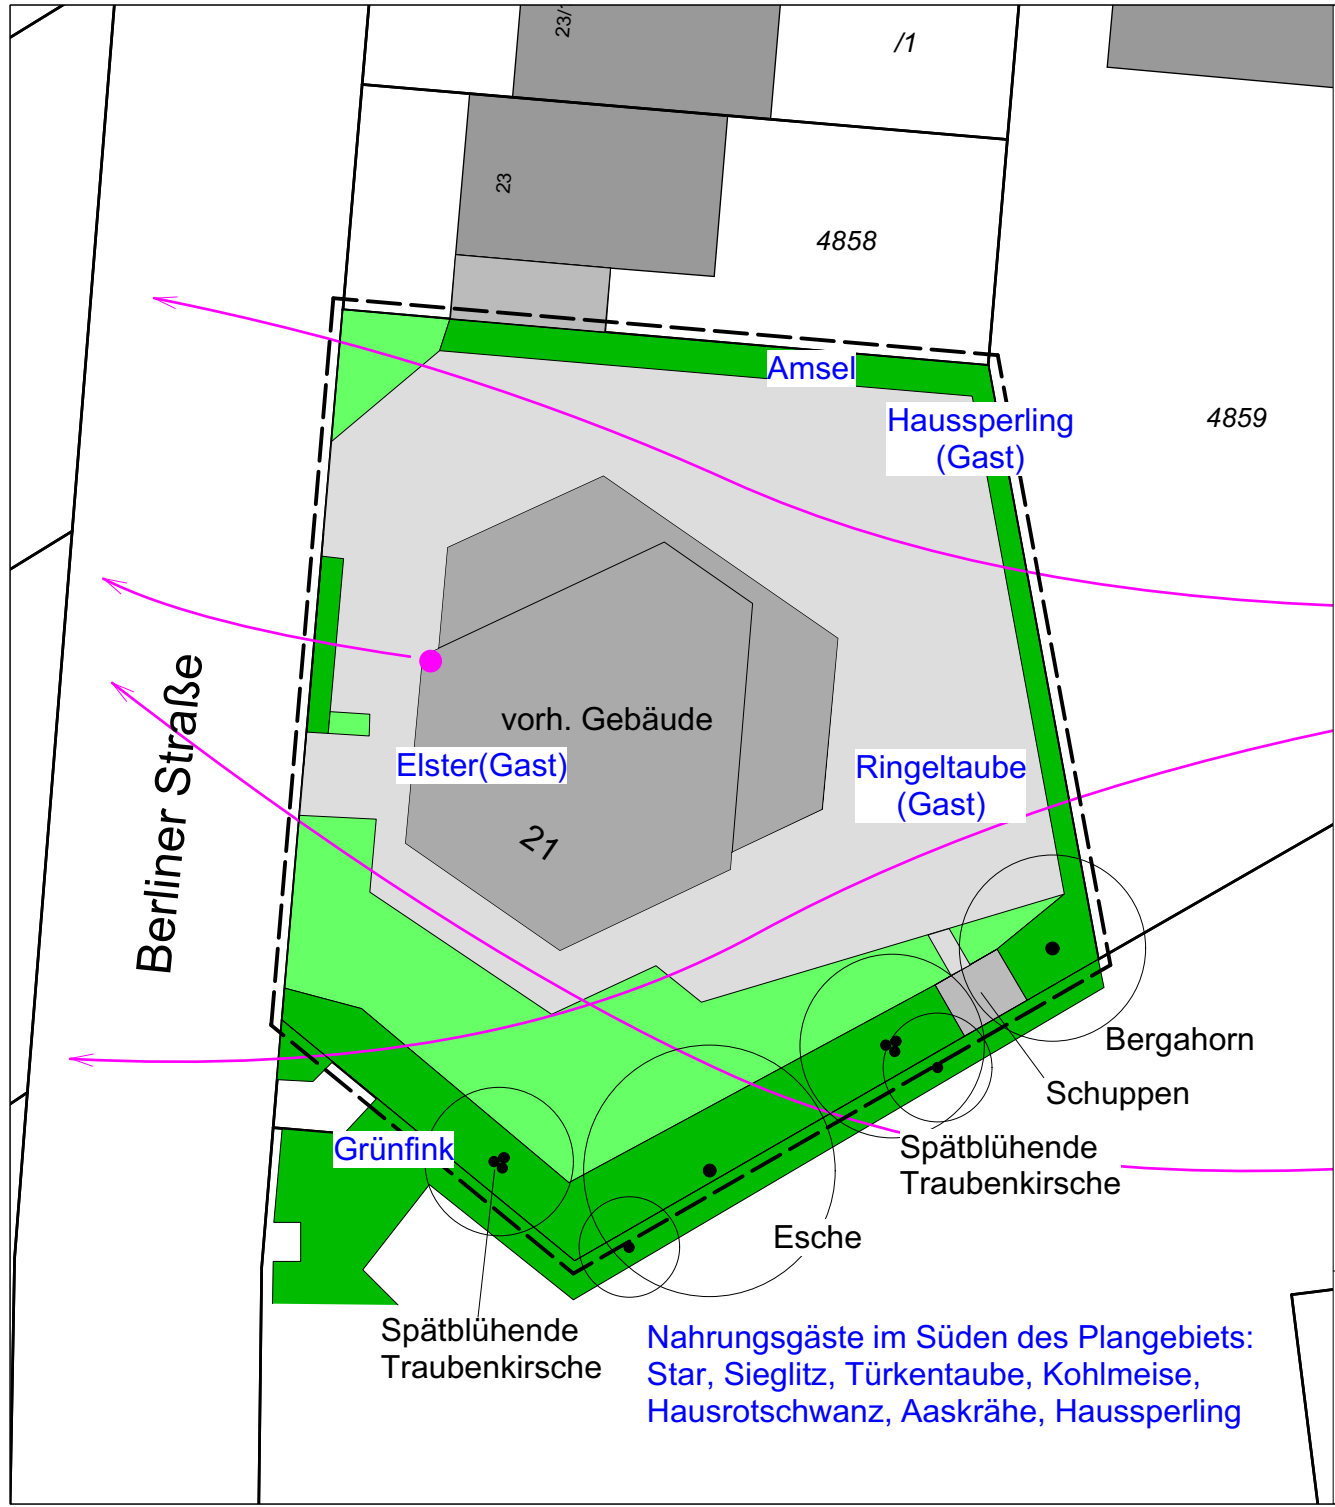 /1
23
4858
Amsel
Haussperling
(Gast)
4859
vorh. Gebäude
Elster(Gast)
Ringeltaube
(Gast)
21
Berliner Straße
Bergahorn
Schuppen
Grünfink
Spätblühende
Traubenkirsche
Esche
Spätblühende
Traubenkirsche
Nahrungsgäste im Süden des Plangebiets:
Star, Sieglitz, Türkentaube, Kohlmeise,
Hausrotschwanz, Aaskrähe, Haussperling